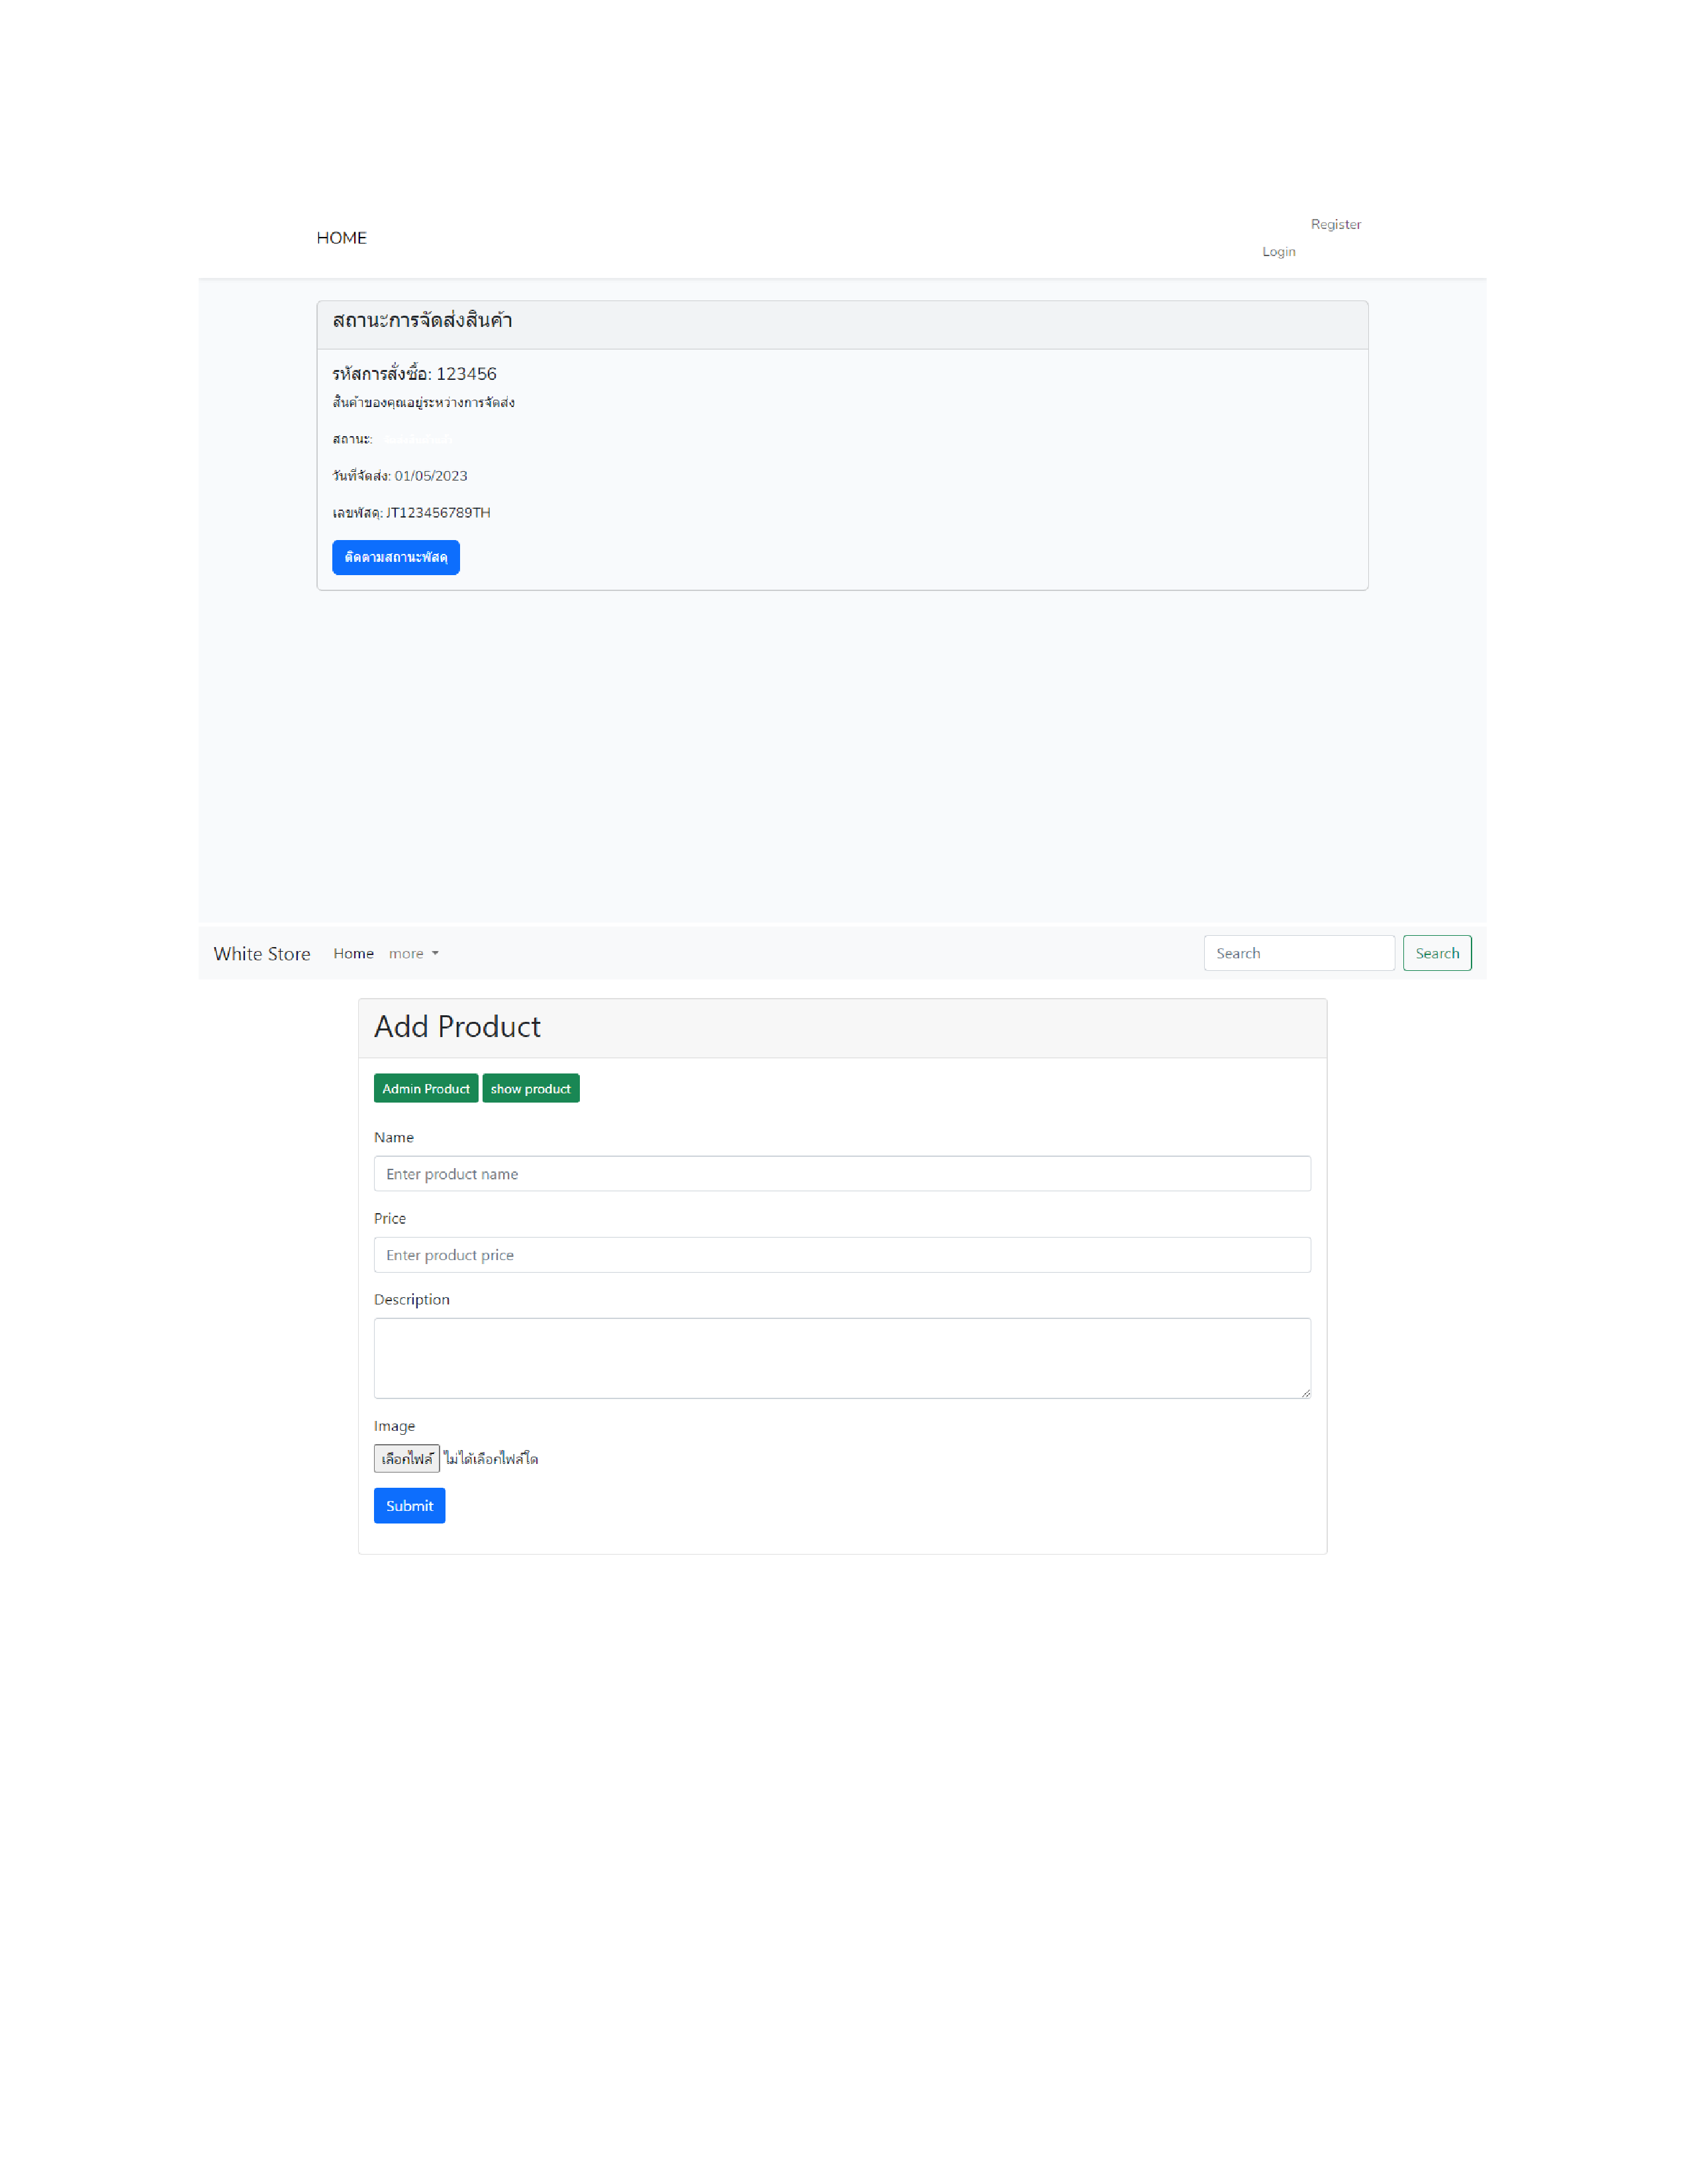 HOME
Register
Login
สถานะการจัดส่งสินค้า
รหัสการสั่งซื้อ: 123456
สินค้าของคุณอยู่ระหว่างการจัดส่ง
สถานะ:
วันที่จัดส่ง: 01/05/2023
เลขพัสดุ: JT123456789TH
ติดตามสถานะพัสดุ
White Store Home more Search Search
Add Product
Admin Product show product
Name
Enter product name
Price
Enter product price
Description
Image
เลือกไฟล์ ไม่ได้เลือกไฟล์ใด
Submit